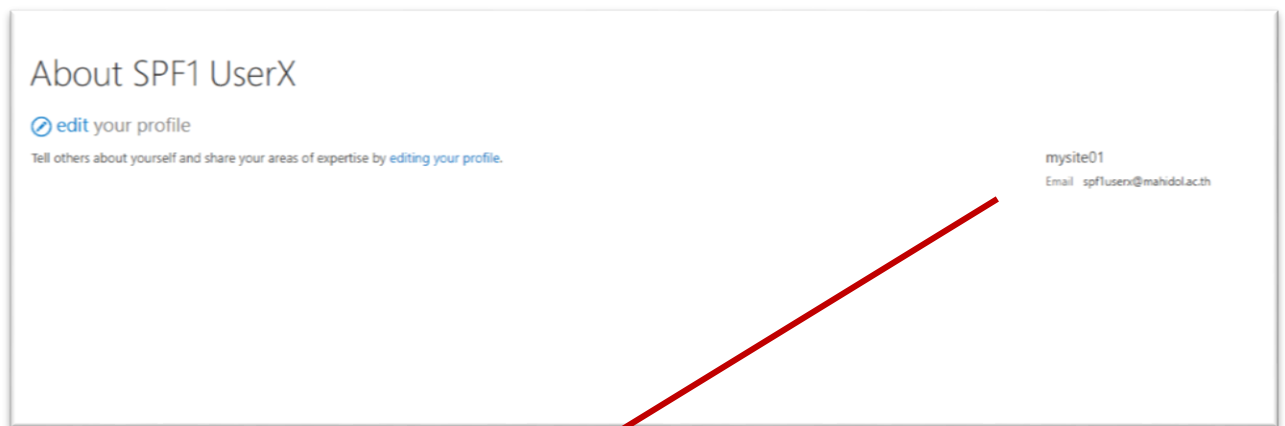 About SPF1 UserX
edit your profile
Tell others about yourself and share your areas of expertise by editing your profile.
mysite01
Email spf1userx@mahidol.ac.th